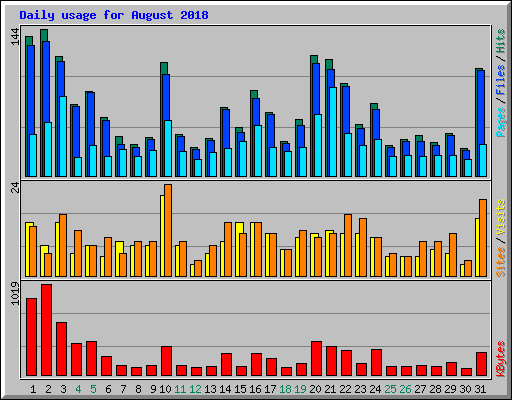 Daily usage for August 2018
144
Pages / Files / Hits
24
Sites / Visits
1019
KBytes
1 2 3 4 5 6 7 8 9 10 11 12 13 14 15 16 17 18 19 20 21 22 23 24 25 26 27 28 29 30 31